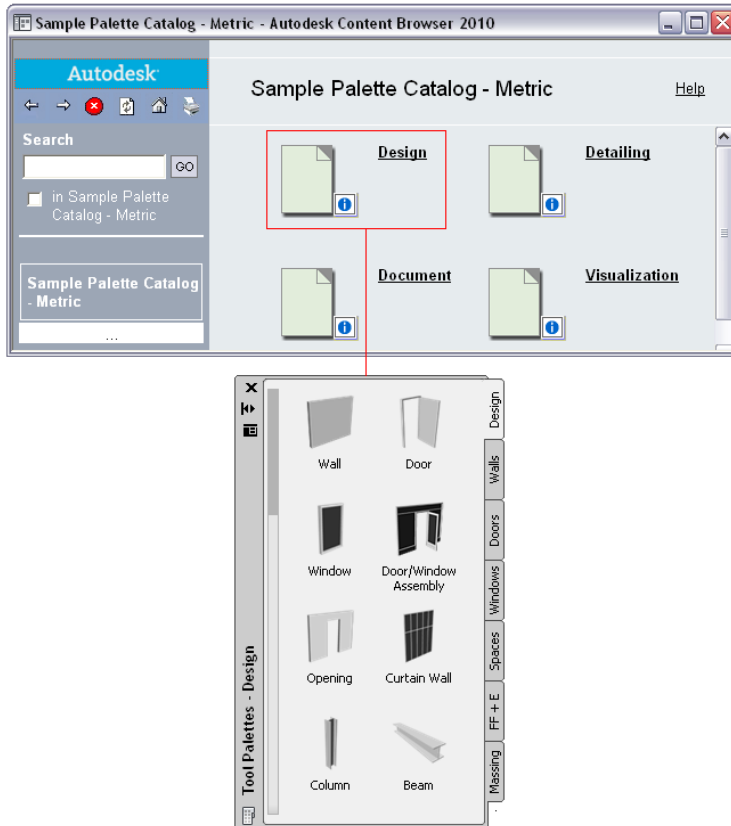 Sample Palette Catalog - Metric - Autodesk Content Browser 2010
Autodesk
Sample Palette Catalog - Metric
Help
Search
GO
in Sample Palette
Catalog - Metric
Sample Palette Catalog
- Metric
...
Design
Detailing
Document
Visualization
Wall
Door
Window
Door/Window
Assembly
Opening
Curtain Wall
Column
Beam
Design
Walls
Doors
Windows
Spaces
FF + E
Massing
Tool Palettes - Design